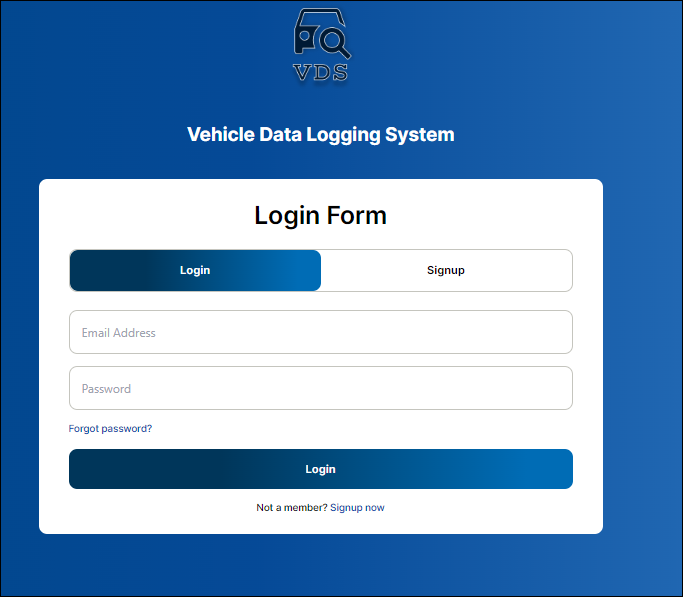 VDS
Vehicle Data Logging System
Login Form
Login
Signup
Email Address
Password
Forgot password?
Login
Not a member? Signup now